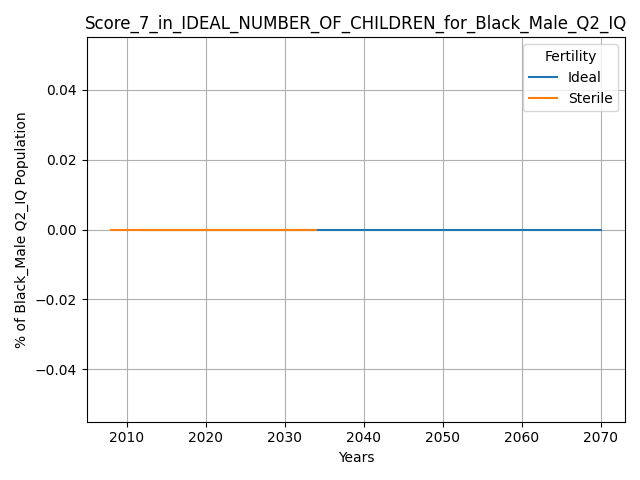 Score_7_in_IDEAL_NUMBER_OF_CHILDREN_for_Black_Male_Q2_IQ
Fertility
Ideal
Sterile
% of Black_Male Q2_IQ Population
0.04
0.02
0.00
−0.02
−0.04
2010 2020 2030 2040 2050 2060 2070
Years